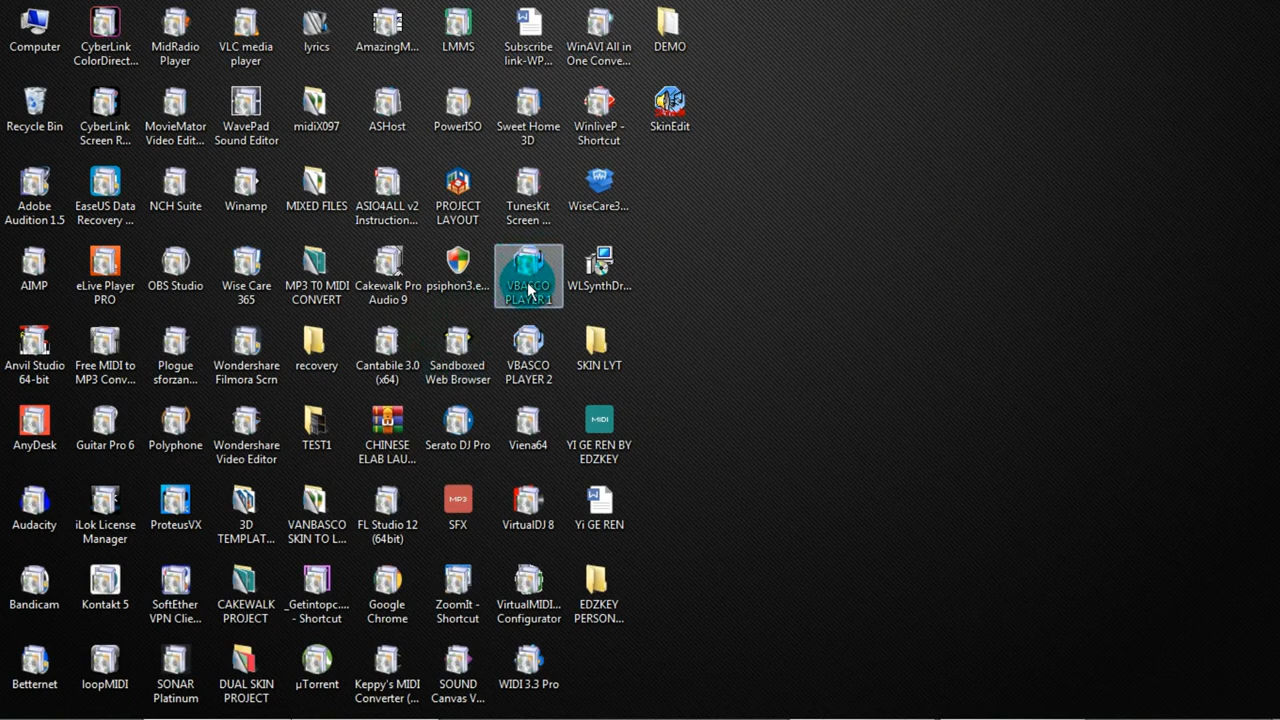 Computer
CyberLink
ColorDirect...
MidRadio
Player
VLC media
player
lyrics
AmazingM...
LMMS
Subscribe
link-WP...
WinAVI All in
One Conve...
DEMO
Recycle Bin
CyberLink
Screen R...
MovieMator
Video Edit...
WavePad
Sound Editor
midiX097
ASHost
PowerISO
Sweet Home
3D
WinliveP -
Shortcut
SkinEdit
Adobe
Audition 1.5
EaseUS Data
Recovery ...
NCH Suite
Winamp
MIXED FILES
ASIO4ALL v2
Instruction...
PROJECT
LAYOUT
TunesKit
Screen ...
WiseCare3...
AIMP
eLive Player
PRO
OBS Studio
Wise Care
365
MP3 T0 MIDI
CONVERT
Cakewalk Pro
Audio 9
psiphon3.e...
VBASCO
PLAYER 1
WLSynthDr...
Anvil Studio
64-bit
Free MIDI to
MP3 Conv...
Plogue
sforzan...
Wondershare
Filmora Scrn
recovery
Cantabile 3.0
(x64)
Sandboxed
Web Browser
VBASCO
PLAYER 2
SKIN LYT
AnyDesk
Guitar Pro 6
Polyphone
Wondershare
Video Editor
TEST1
CHINESE
ELAB LAU...
Serato DJ Pro
Viena64
MIDI
YI GE REN BY
EDZKEY
Audacity
iLok License
Manager
ProteusVX
3D
TEMPLAT...
VANBASCO
SKIN TO L...
FL Studio 12
(64bit)
MP3
SFX
VirtualDJ 8
Yi GE REN
Bandicam
Kontakt 5
SoftEther
VPN Clie...
CAKEWALK
PROJECT
_Getintopc....
- Shortcut
Google
Chrome
ZoomIt -
Shortcut
VirtualMIDI...
Configurator
EDZKEY
PERSON...
Betternet
loopMIDI
SONAR
Platinum
DUAL SKIN
PROJECT
µTorrent
Keppy's MIDI
Converter (...
SOUND
Canvas V...
WIDI 3.3 Pro